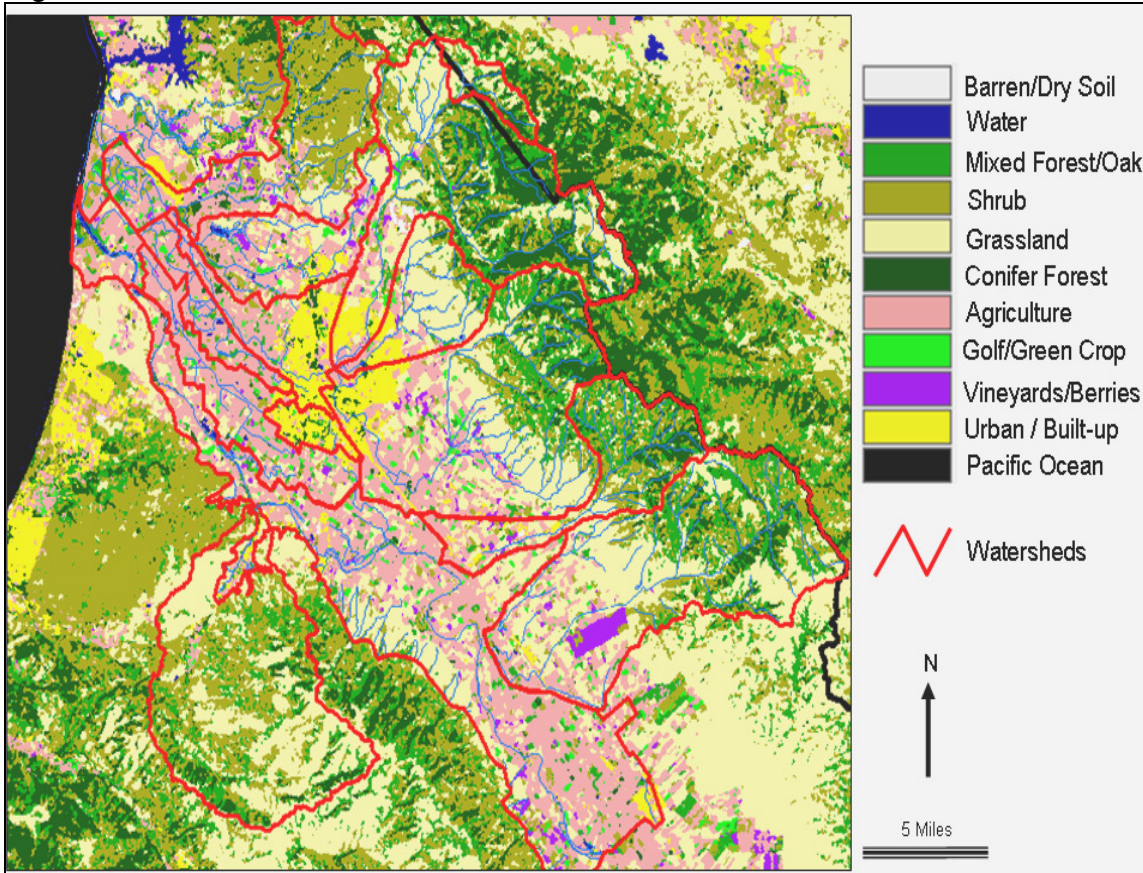 Barren/Dry Soil
Water
Mixed Forest/Oak
Shrub
Grassland
Conifer Forest
Agriculture
Golf/Green Crop
Vineyards/Berries
Urban / Built-up
Pacific Ocean
Watersheds
N
5 Miles